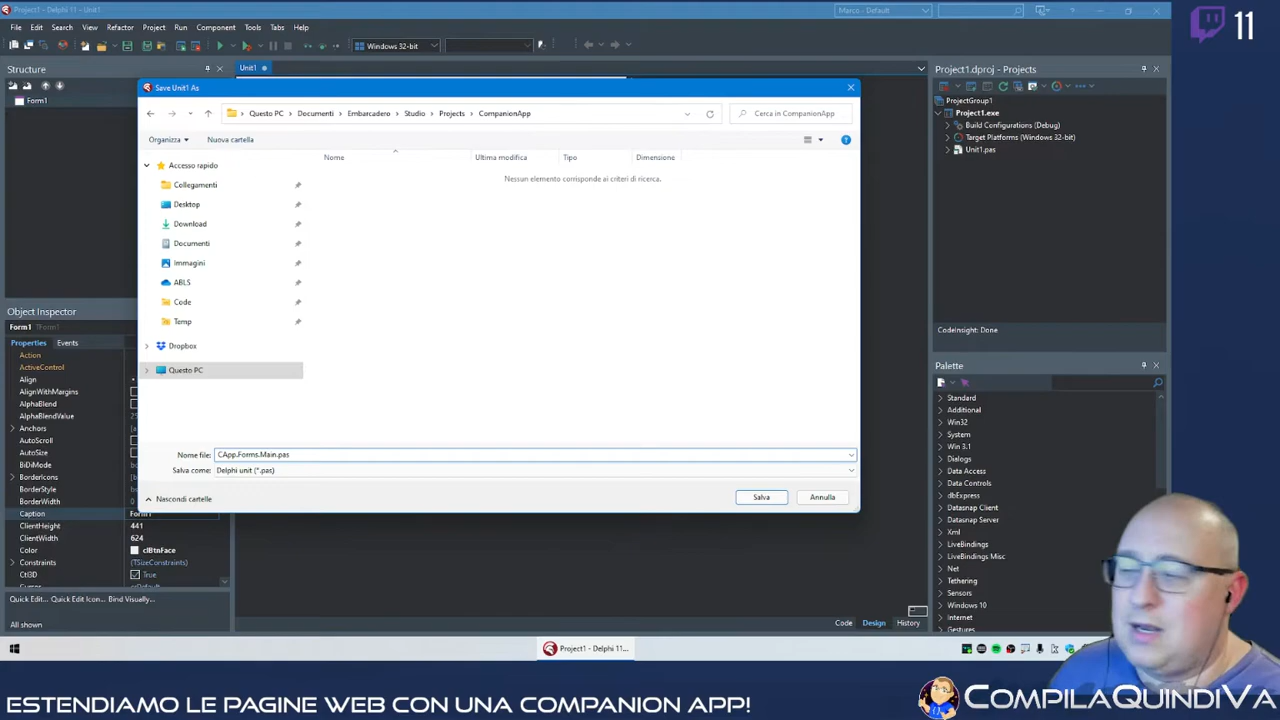 Project1 - Delphi 11 - Unit1
Marco - Default
File Edit Search View Refactor Project Run Component Tools Tabs Help
Windows 32-bit
11
Structure
Form1
Unit1
Save Unit1 As
Questo PC > Documenti > Embarcadero > Studio > Projects > CompanionApp
Cerca in CompanionApp
Organizza
Nuova cartella
Nome
Ultima modifica
Tipo
Dimensione
Nessun elemento corrisponde ai criteri di ricerca.
Accesso rapido
Collegamenti
Desktop
Download
Documenti
Immagini
ABLS
Code
Temp
Dropbox
Questo PC
Nome file: CApp.Forms.Main.pas
Salva come: Delphi unit (*.pas)
Nascondi cartelle
Salva
Annulla
Project1.dproj - Projects
ProjectGroup1
Project1.exe
Build Configurations (Debug)
Target Platforms (Windows 32-bit)
Unit1.pas
CodeInsight: Done
Object Inspector
Form1 TForm1
Properties Events
Action
ActiveControl
Align
AlignWithMargins
AlphaBlend
AlphaBlendValue
Anchors
AutoScroll
AutoSize
BiDiMode
BorderIcons
BorderStyle
BorderWidth
Caption Form1
ClientHeight 441
ClientWidth 624
Color clBtnFace
Constraints (TSizeConstraints)
Ctl3D True
Quick Edit... Quick Edit Icon... Bind Visually...
All shown
Code Design History
Palette
Standard
Additional
Win32
System
Win 3.1
Dialogs
Data Access
Data Controls
dbExpress
Datasnap Client
Datasnap Server
Xml
LiveBindings
LiveBindings Misc
Net
Tethering
Sensors
Windows 10
Internet
Gestures
Project1 - Delphi 11...
ESTENDIAMO LE PAGINE WEB CON UNA COMPANION APP!
COMPILAQUINDIVA